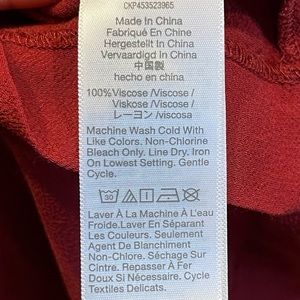 CKP453523965
Made In China
Fabriqué En Chine
Hergestellt In China
Vervaardigd In China
中国製
hecho en china
100%Viscose /Viscose /
Viskose /Viscose /
レーヨン /viscosa
Machine Wash Cold With
Like Colors. Non-Chlorine
Bleach Only. Line Dry. Iron
On Lowest Setting. Gentle
Cycle.
Laver À La Machine À L'eau
Froide.Laver En Séparant
Les Couleurs. Seulement
Agent De Blanchiment
Non-Chlore. Séchage Sur
Cintre. Repasser À Fer
Doux Si Nécessaire. Cycle
Textiles Delicats.